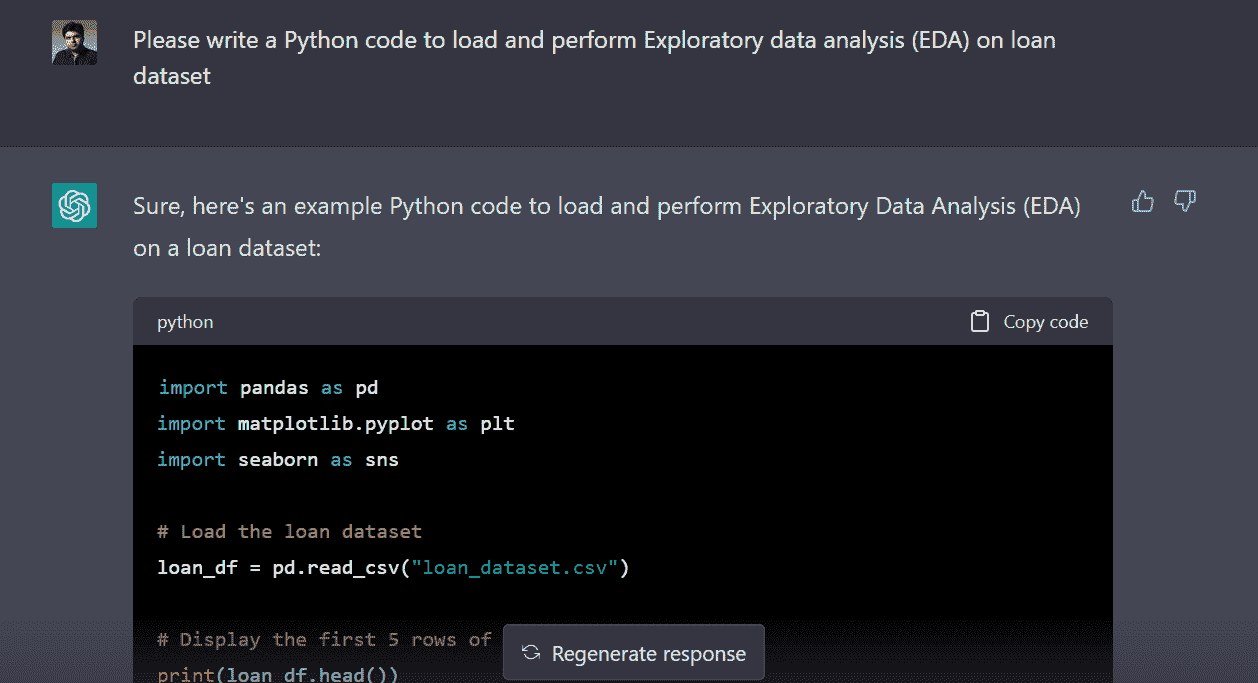 Please write a Python code to load and perform Exploratory data analysis (EDA) on loan
dataset
Sure, here's an example Python code to load and perform Exploratory Data Analysis (EDA)
on a loan dataset:
python
Copy code
import pandas as pd
import matplotlib.pyplot as plt
import seaborn as sns
# Load the loan dataset
loan_df = pd.read_csv("loan_dataset.csv")
# Display the first 5 rows of
Regenerate response
print(loan_df.head())